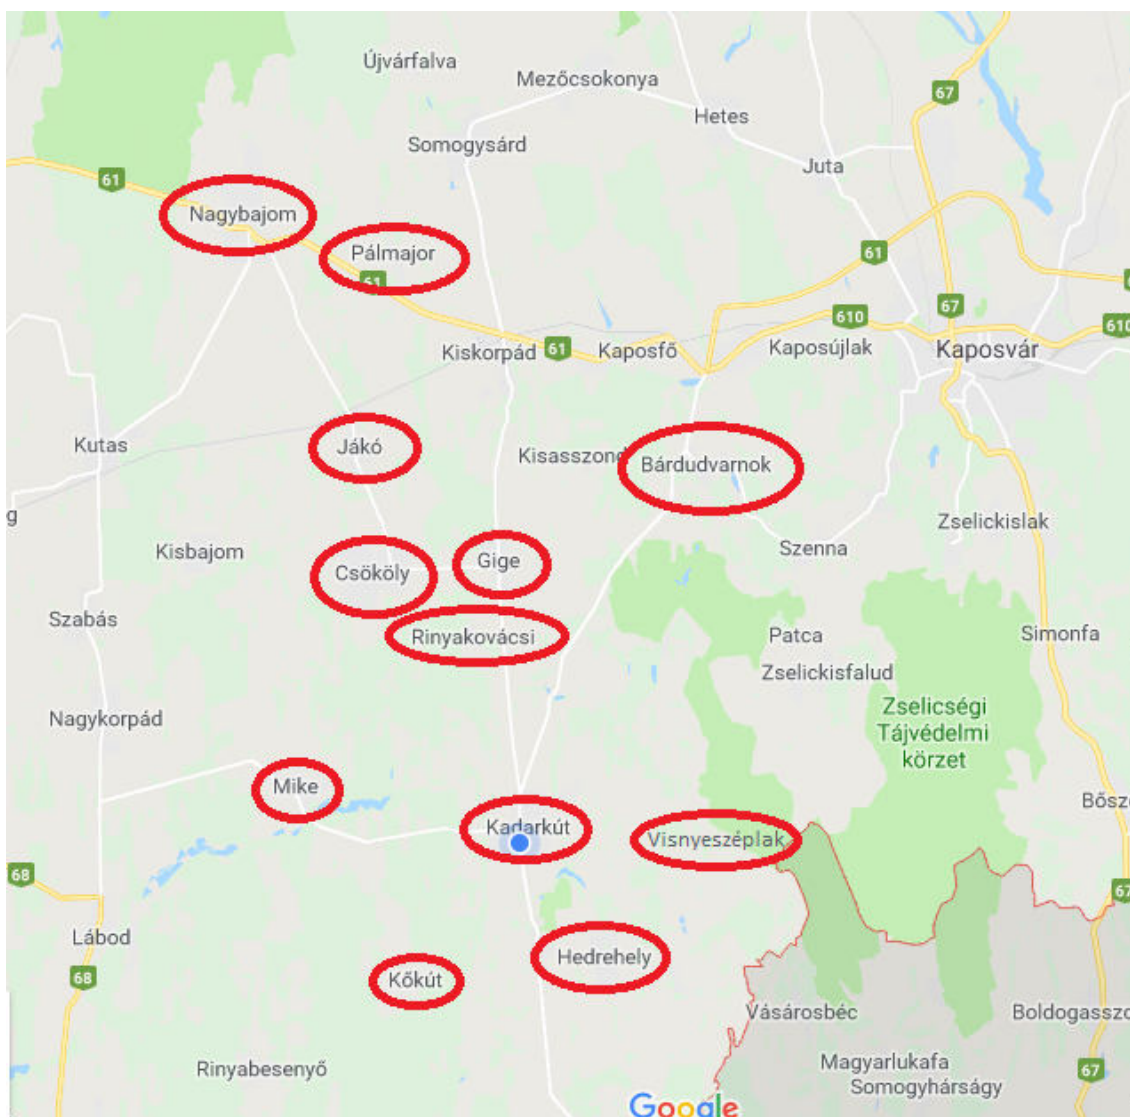 Újvárfalva
Mezőcsokonya
67
Hetes
Somogysárd
Juta
61
Nagybajom
Pálmajor
61
61
67
610
610
Kiskorpád
61
Kaposfő
Kaposújlak
Kaposvár
Kutas
Jákó
Kisasszond
Bárdudvarnok
g
Zselickislak
Kisbajom
Csököly
Gige
Szenna
Szabás
Rinyakovácsi
Patca
Simonfa
Zselickisfalud
Nagykorpád
Zselicségi
Tájvédelmi
körzet
Mike
Bősz
Kadarkút
Visnyeszéplak
68
67
Lábod
Hedrehely
68
Kőkút
Vásárosbéc
Boldogasszo
Rinyabesenyő
Magyarlukafa
Somogyhárságy
67
Google